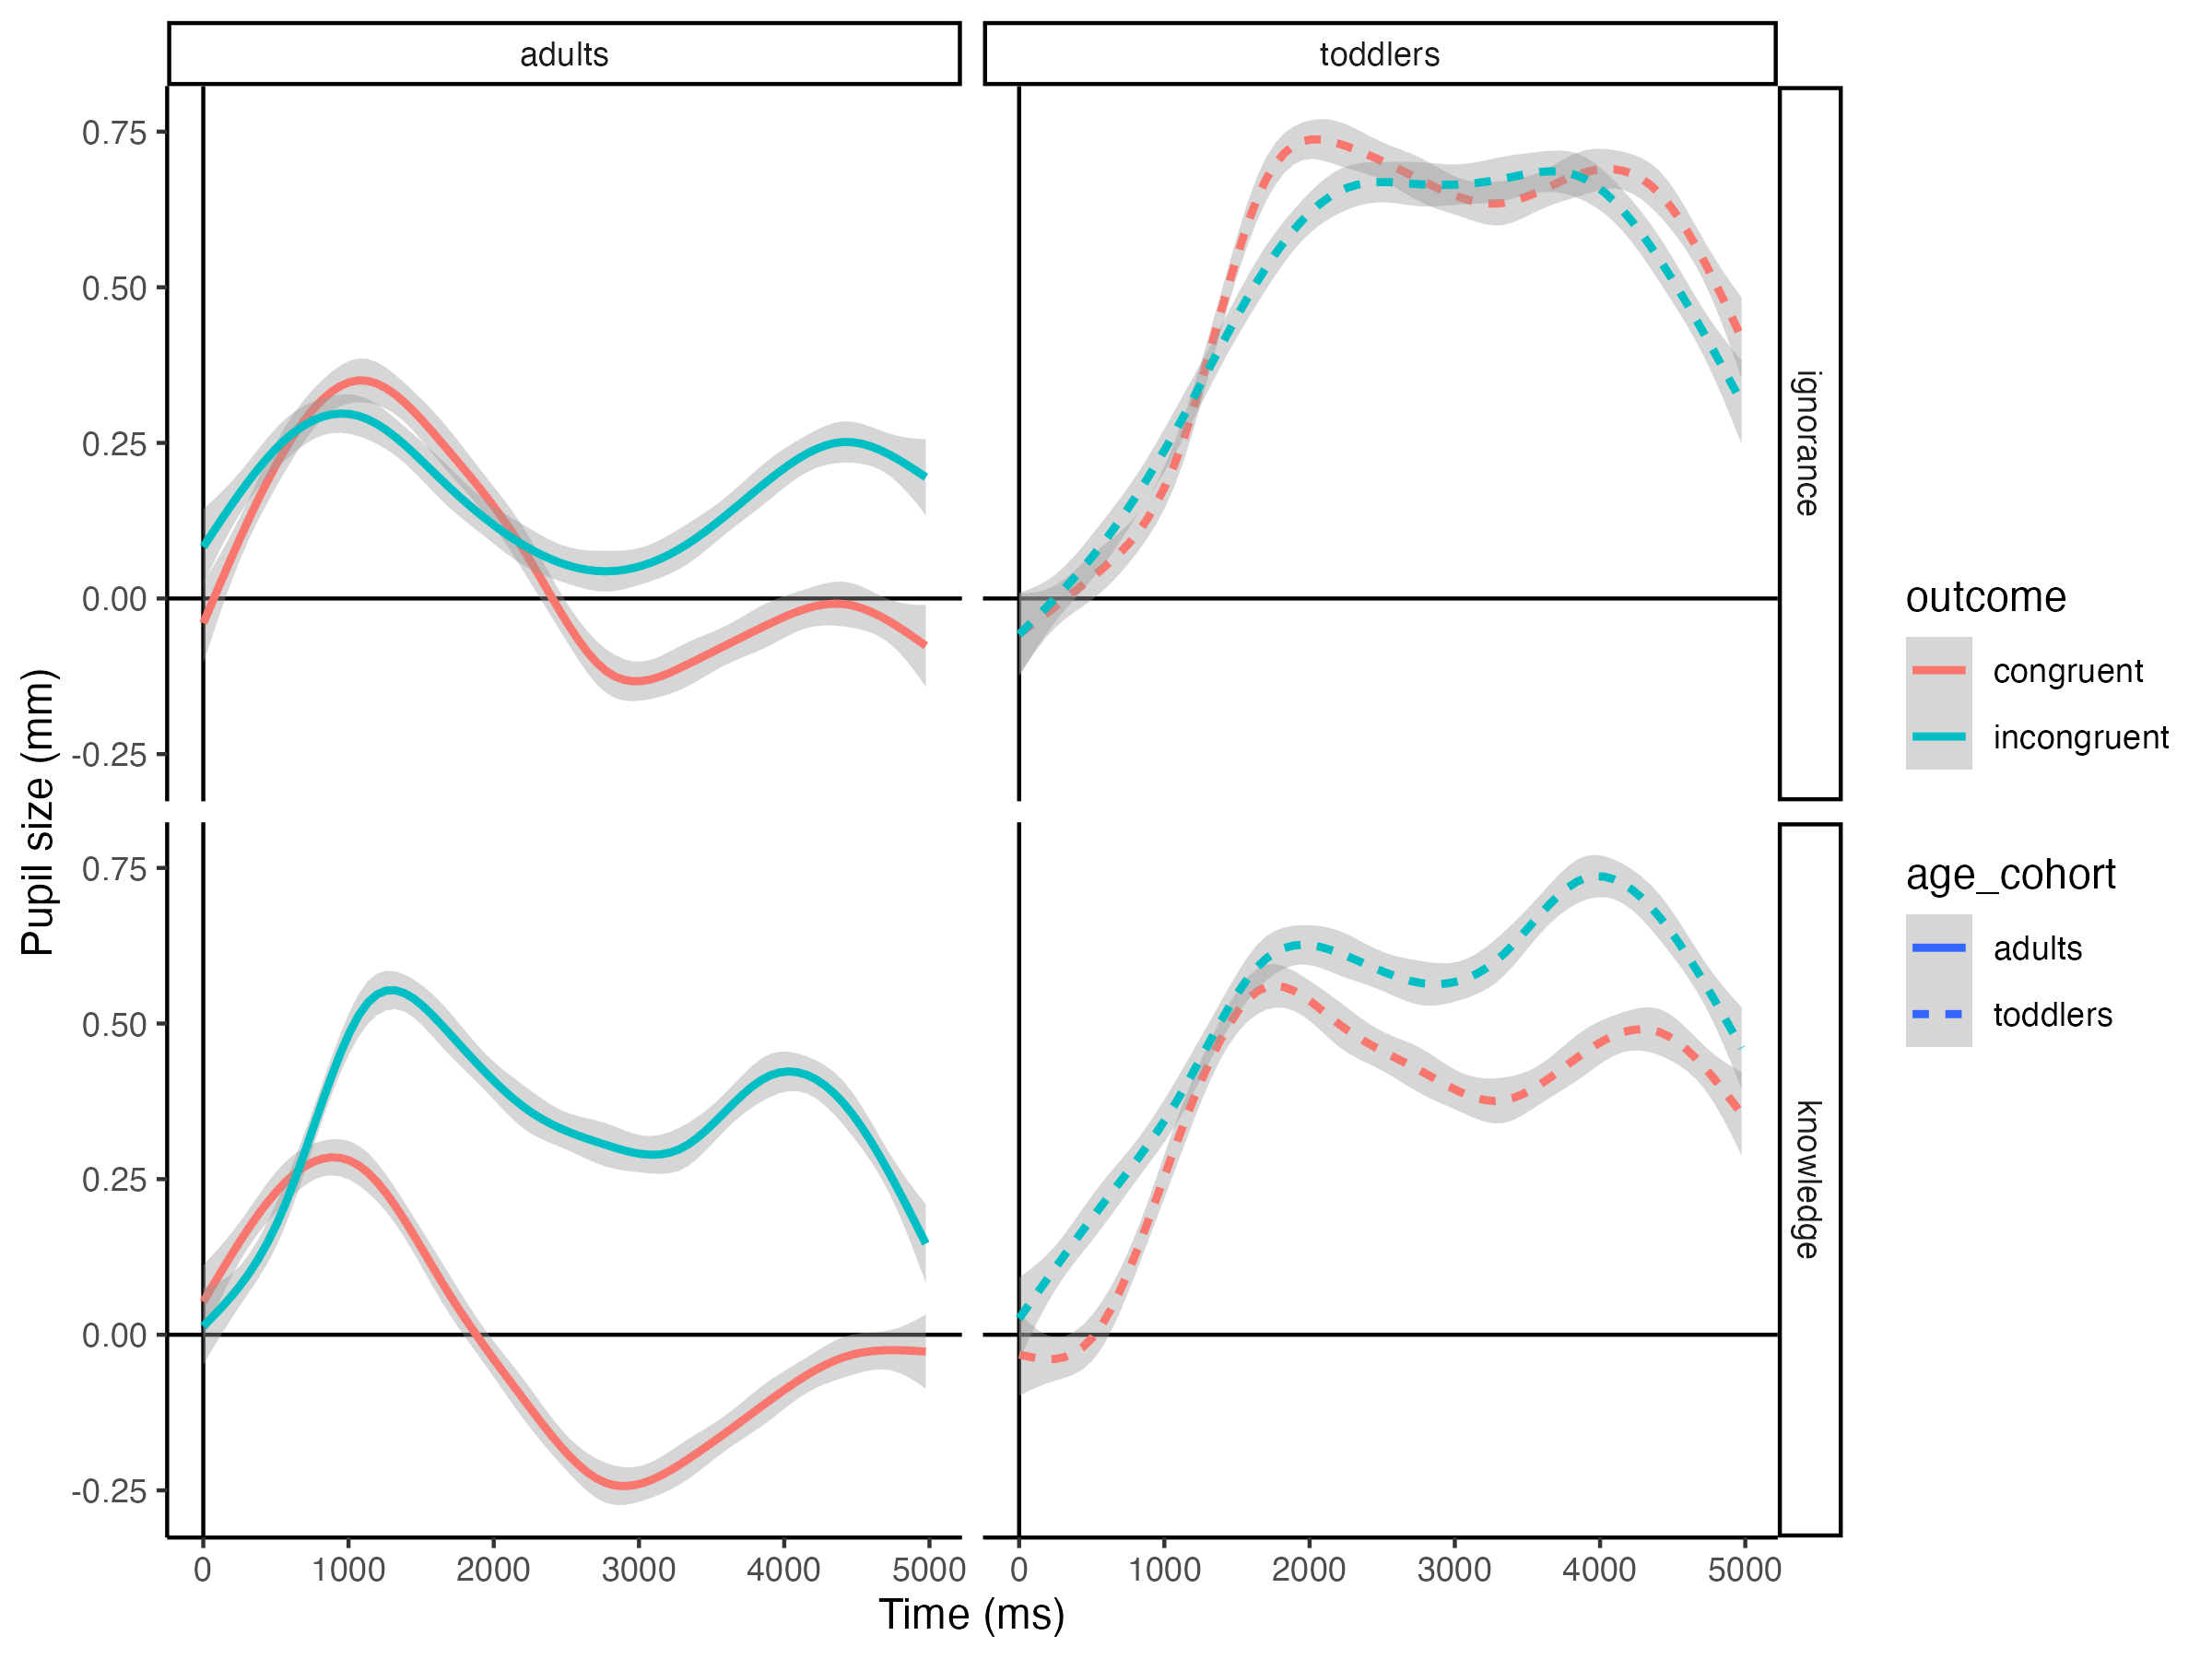 adults
toddlers
0.75
0.50
0.25
0.00
-0.25
ignorance
0.75
0.50
0.25
0.00
-0.25
knowledge
Pupil size (mm)
0 1000 2000 3000 4000 5000
0 1000 2000 3000 4000 5000
Time (ms)
outcome
congruent
incongruent
age_cohort
adults
toddlers